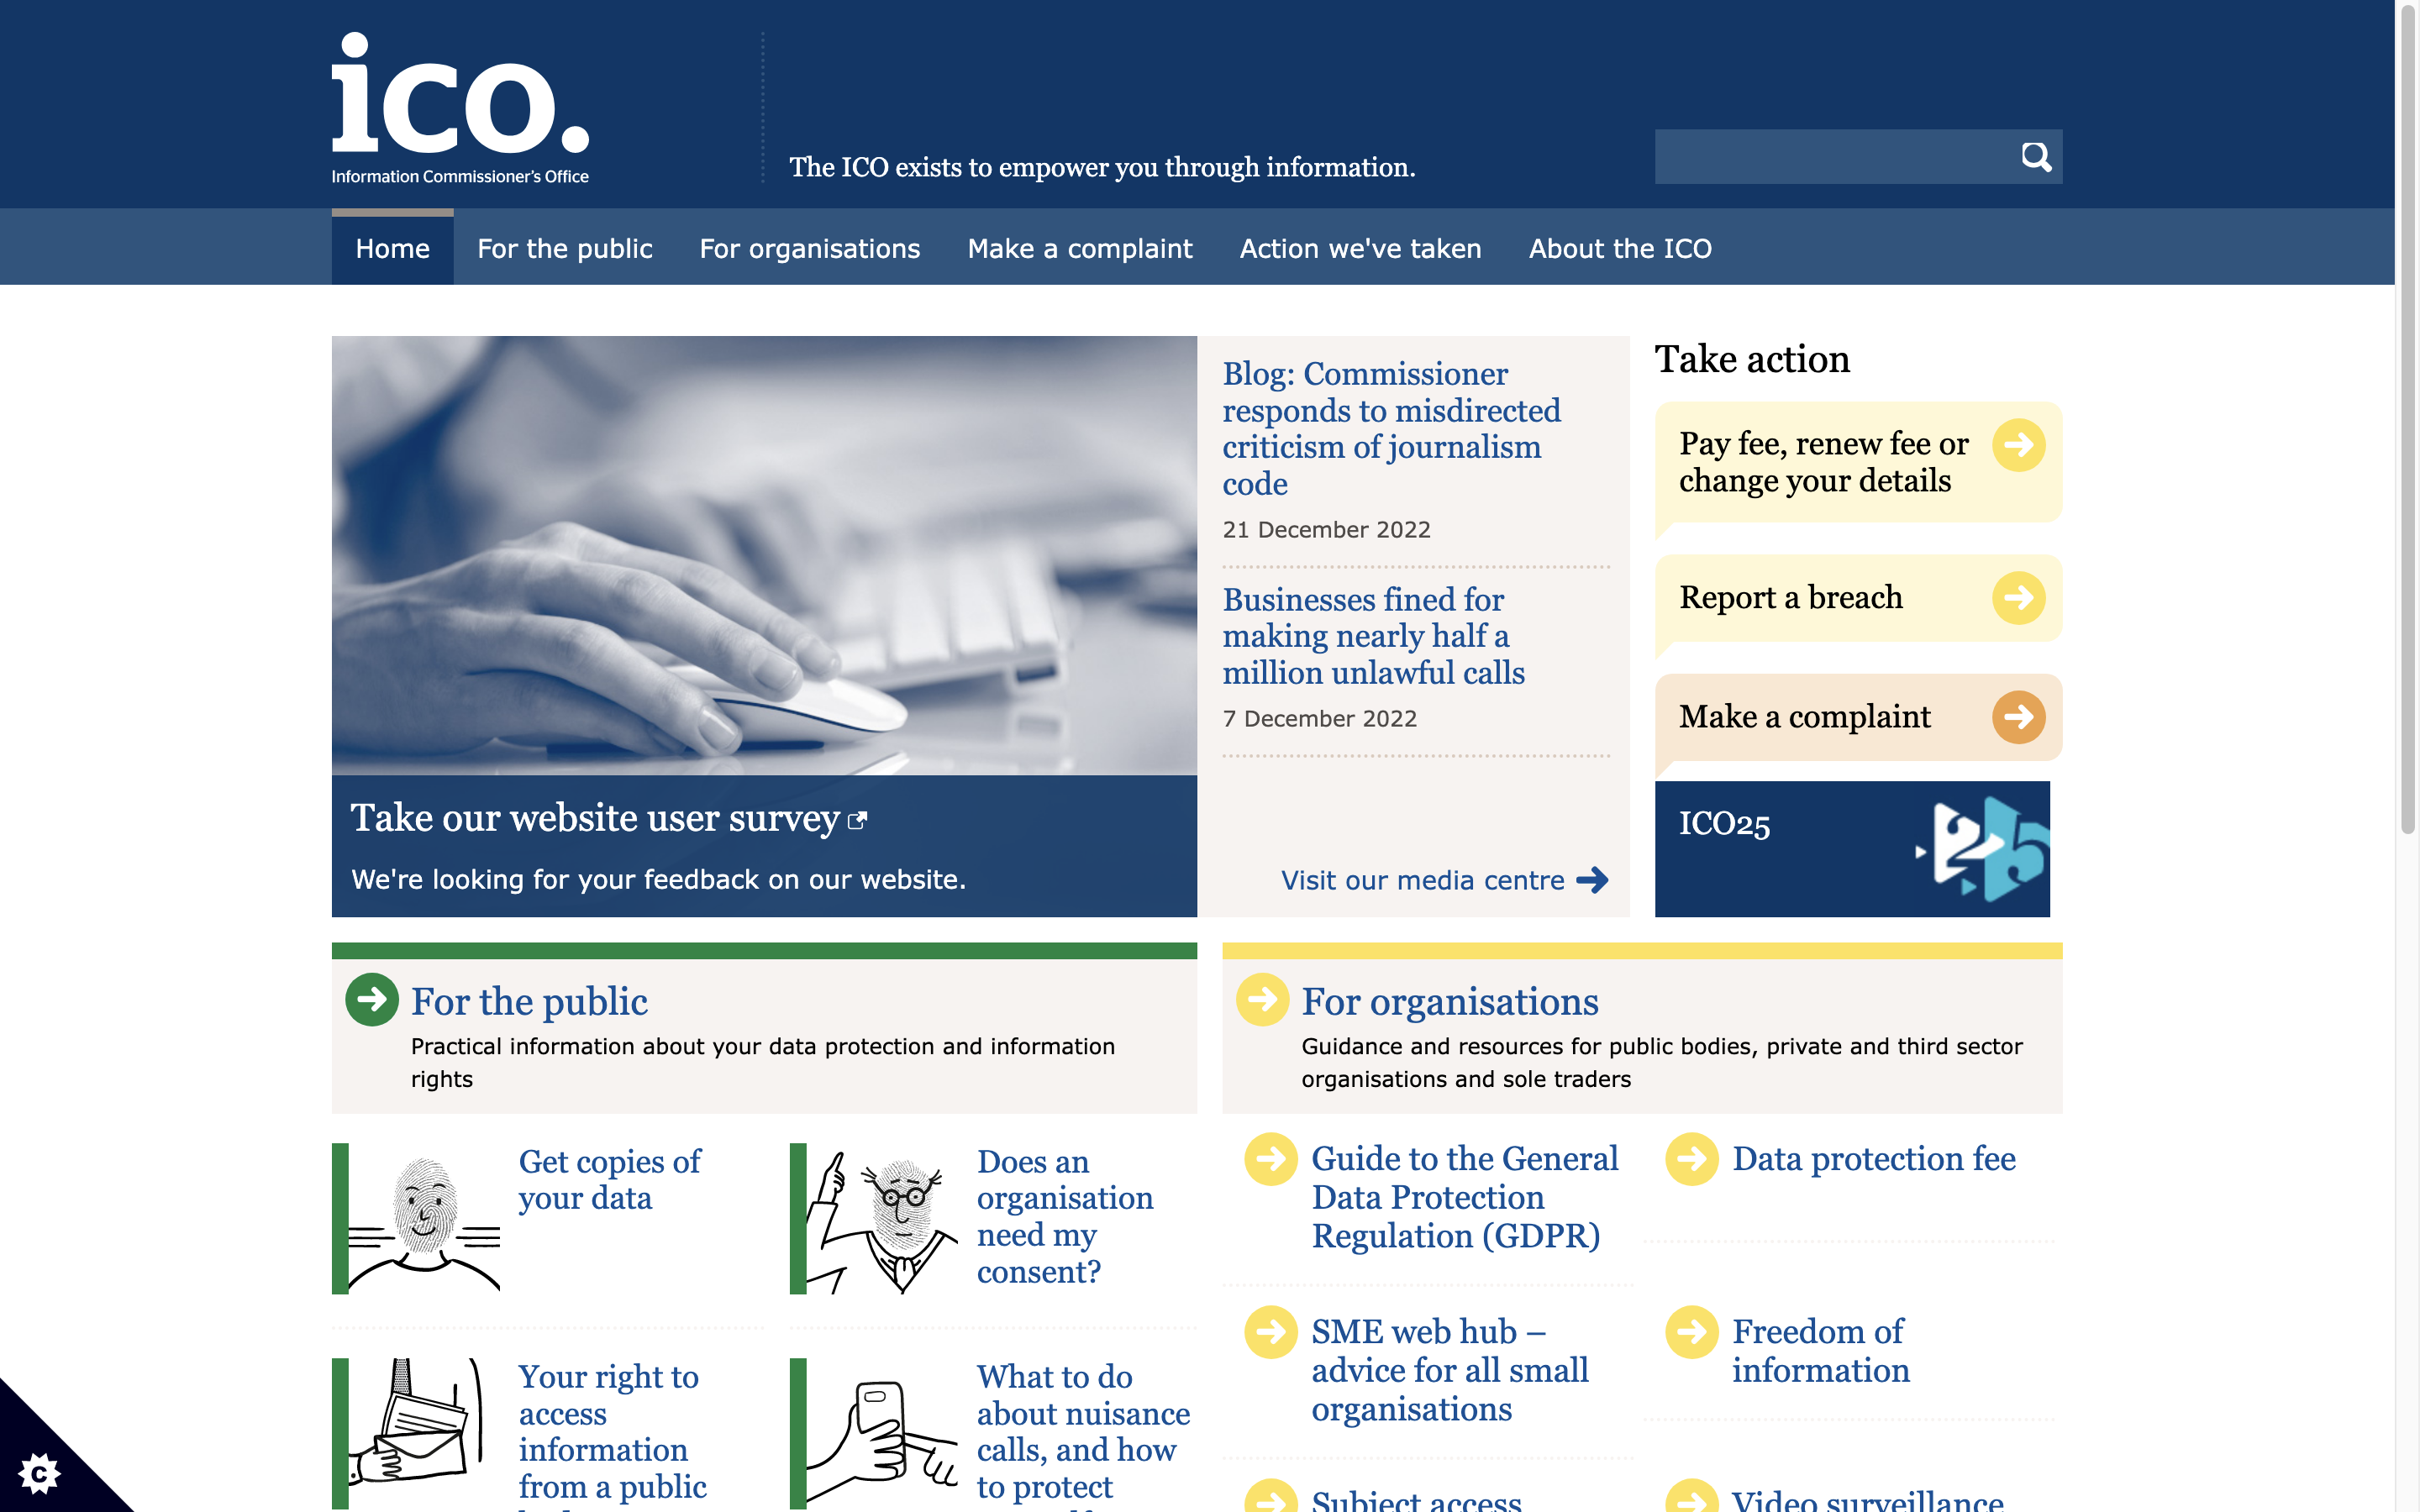 ico.
Information Commissioner's Office
The ICO exists to empower you through information.
Home
For the public
For organisations
Make a complaint
Action we've taken
About the ICO
Take our website user survey
We're looking for your feedback on our website.
Blog: Commissioner
responds to misdirected
criticism of journalism
code
21 December 2022
Businesses fined for
making nearly half a
million unlawful calls
7 December 2022
Visit our media centre
Take action
Pay fee, renew fee or
change your details
Report a breach
Make a complaint
ICO25
25
For the public
Practical information about your data protection and information
rights
Get copies of
your data
Does an
organisation
need my
consent?
Your right to
access
information
from a public
What to do
about nuisance
calls, and how
to protect
For organisations
Guidance and resources for public bodies, private and third sector
organisations and sole traders
Guide to the General
Data Protection
Regulation (GDPR)
Data protection fee
SME web hub –
advice for all small
organisations
Freedom of
information
Subject access
Video surveillance
C